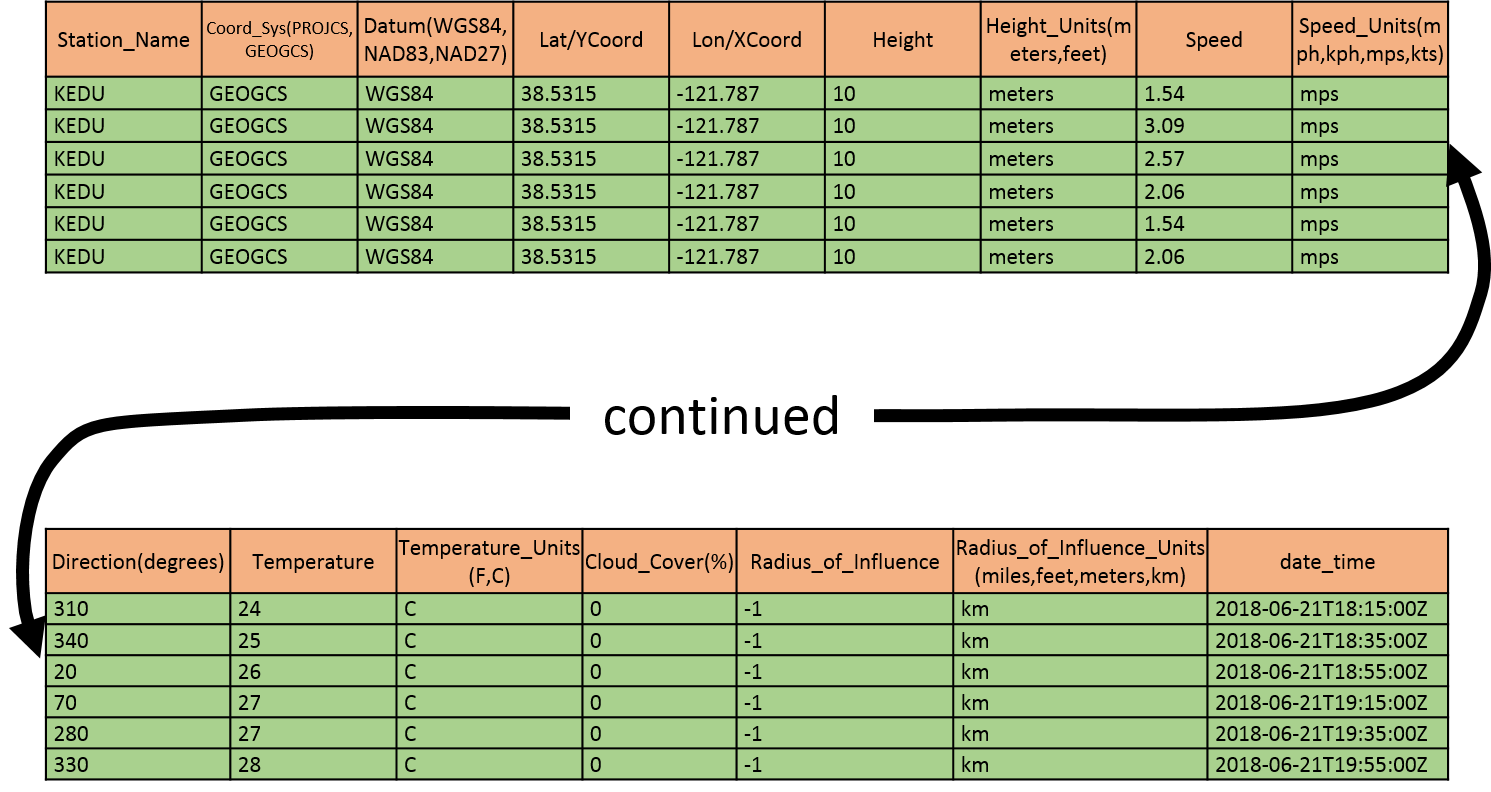 Station_Name Coord_Sys(PROJCS, GEOGCS) Datum(WGS84, NAD83,NAD27) Lat/YCoord Lon/XCoord Height Height_Units(meters,feet) Speed Speed_Units(mph,kph,mps,kts)
KEDU GEOGCS WGS84 38.5315 -121.787 10 meters 1.54 mps
KEDU GEOGCS WGS84 38.5315 -121.787 10 meters 3.09 mps
KEDU GEOGCS WGS84 38.5315 -121.787 10 meters 2.57 mps
KEDU GEOGCS WGS84 38.5315 -121.787 10 meters 2.06 mps
KEDU GEOGCS WGS84 38.5315 -121.787 10 meters 1.54 mps
KEDU GEOGCS WGS84 38.5315 -121.787 10 meters 2.06 mps
continued
Direction(degrees) Temperature Temperature_Units (F,C) Cloud_Cover(%) Radius_of_Influence Radius_of_Influence_Units (miles,feet,meters,km) date_time
310 24 C 0 -1 km 2018-06-21T18:15:00Z
340 25 C 0 -1 km 2018-06-21T18:35:00Z
20 26 C 0 -1 km 2018-06-21T18:55:00Z
70 27 C 0 -1 km 2018-06-21T19:15:00Z
280 27 C 0 -1 km 2018-06-21T19:35:00Z
330 28 C 0 -1 km 2018-06-21T19:55:00Z